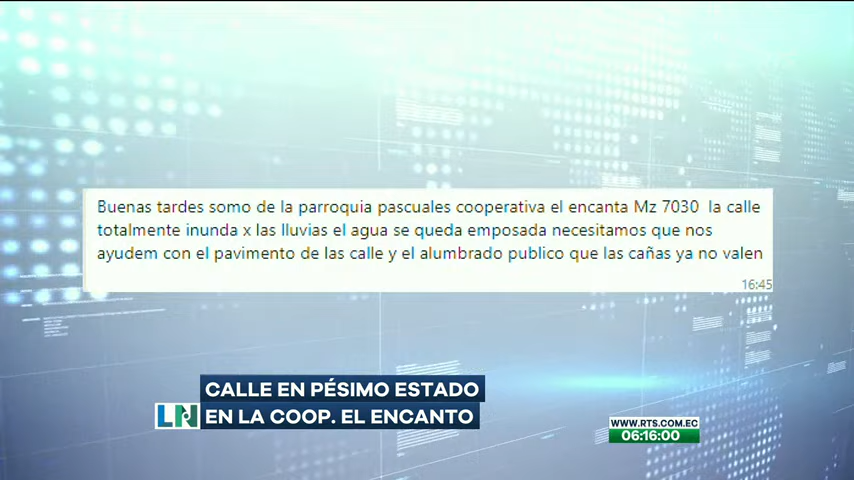 Buenas tardes somo de la parroquia pascuales cooperativa el encanta Mz 7030 la calle
totalmente inunda x las lluvias el agua se queda emposada necesitamos que nos
ayudem con el pavimento de las calle y el alumbrado publico que las cañas ya no valen
16:45
CALLE EN PÉSIMO ESTADO
LN EN LA COOP. EL ENCANTO
WWW.RTS.COM.EC
06:16:00